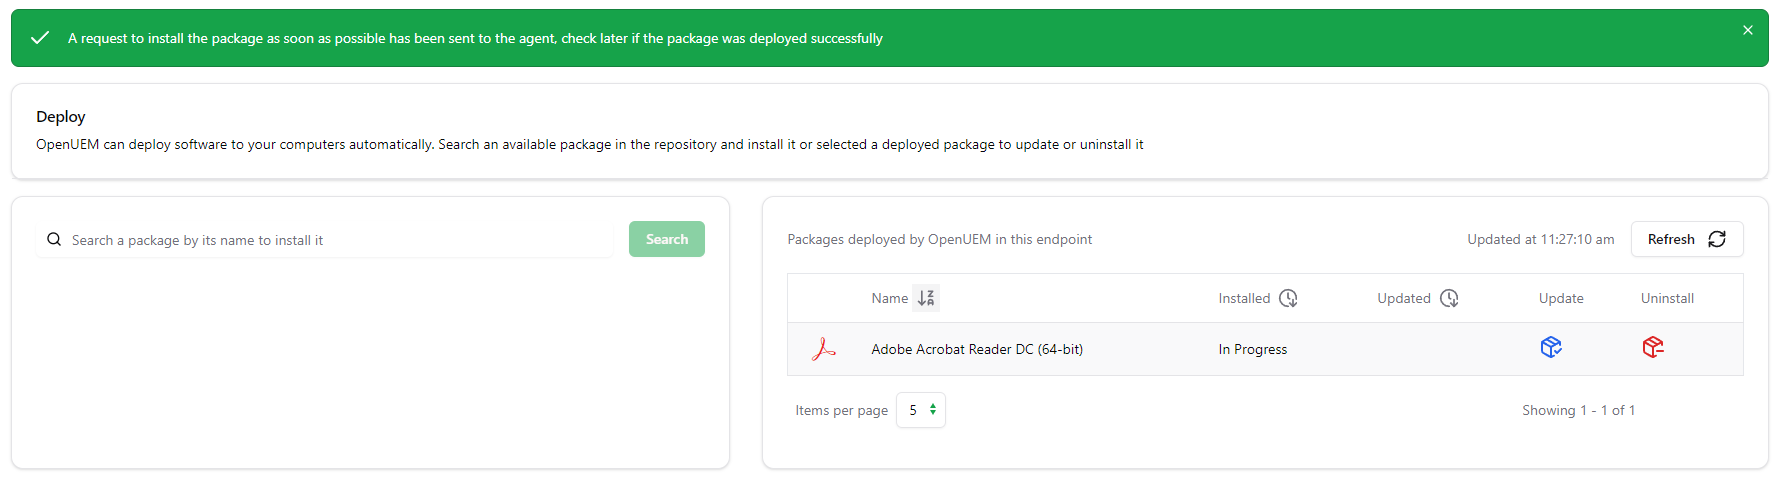 A request to install the package as soon as possible has been sent to the agent, check later if the package was deployed successfully
Deploy
OpenUEM can deploy software to your computers automatically. Search an available package in the repository and install it or selected a deployed package to update or uninstall it
Search a package by its name to install it
Search
Packages deployed by OpenUEM in this endpoint
Updated at 11:27:10 am
Refresh
Name Installed Updated Update Uninstall
Adobe Acrobat Reader DC (64-bit) In Progress
Items per page 5
Showing 1 - 1 of 1